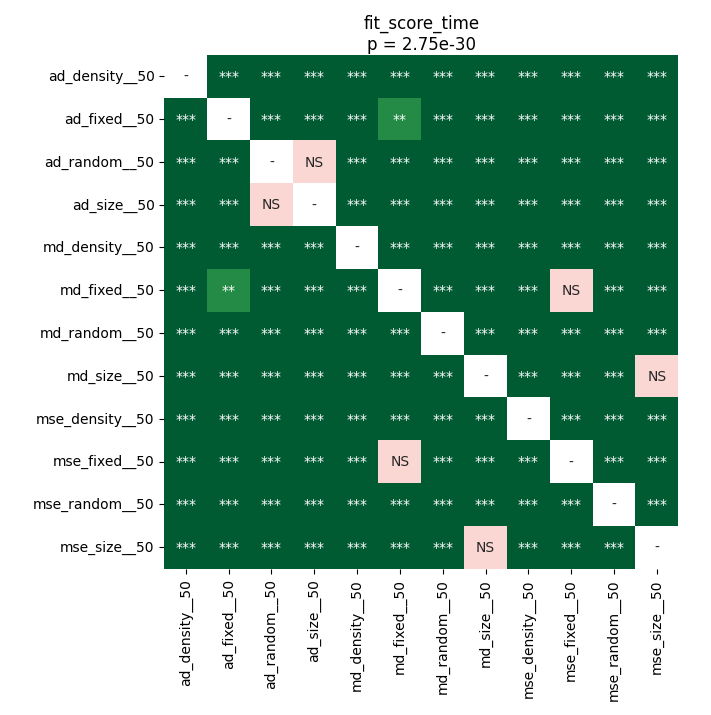 fit_score_time
p = 2.75e-30
ad_density__50 - *** *** *** *** *** *** *** *** *** *** ***
ad_fixed__50 *** - *** *** *** ** *** *** *** *** *** ***
ad_random__50 *** *** - NS *** *** *** *** *** *** *** ***
ad_size__50 *** *** NS - *** *** *** *** *** *** *** ***
md_density__50 *** *** *** *** - *** *** *** *** *** *** ***
md_fixed__50 *** ** *** *** *** - *** *** *** NS *** ***
md_random__50 *** *** *** *** *** *** - *** *** *** *** ***
md_size__50 *** *** *** *** *** *** *** - *** *** *** NS
mse_density__50 *** *** *** *** *** *** *** *** - *** *** ***
mse_fixed__50 *** *** *** *** *** NS *** *** *** - *** ***
mse_random__50 *** *** *** *** *** *** *** *** *** *** - ***
mse_size__50 *** *** *** *** *** *** *** NS *** *** *** -
ad_density__50
ad_fixed__50
ad_random__50
ad_size__50
md_density__50
md_fixed__50
md_random__50
md_size__50
mse_density__50
mse_fixed__50
mse_random__50
mse_size__50